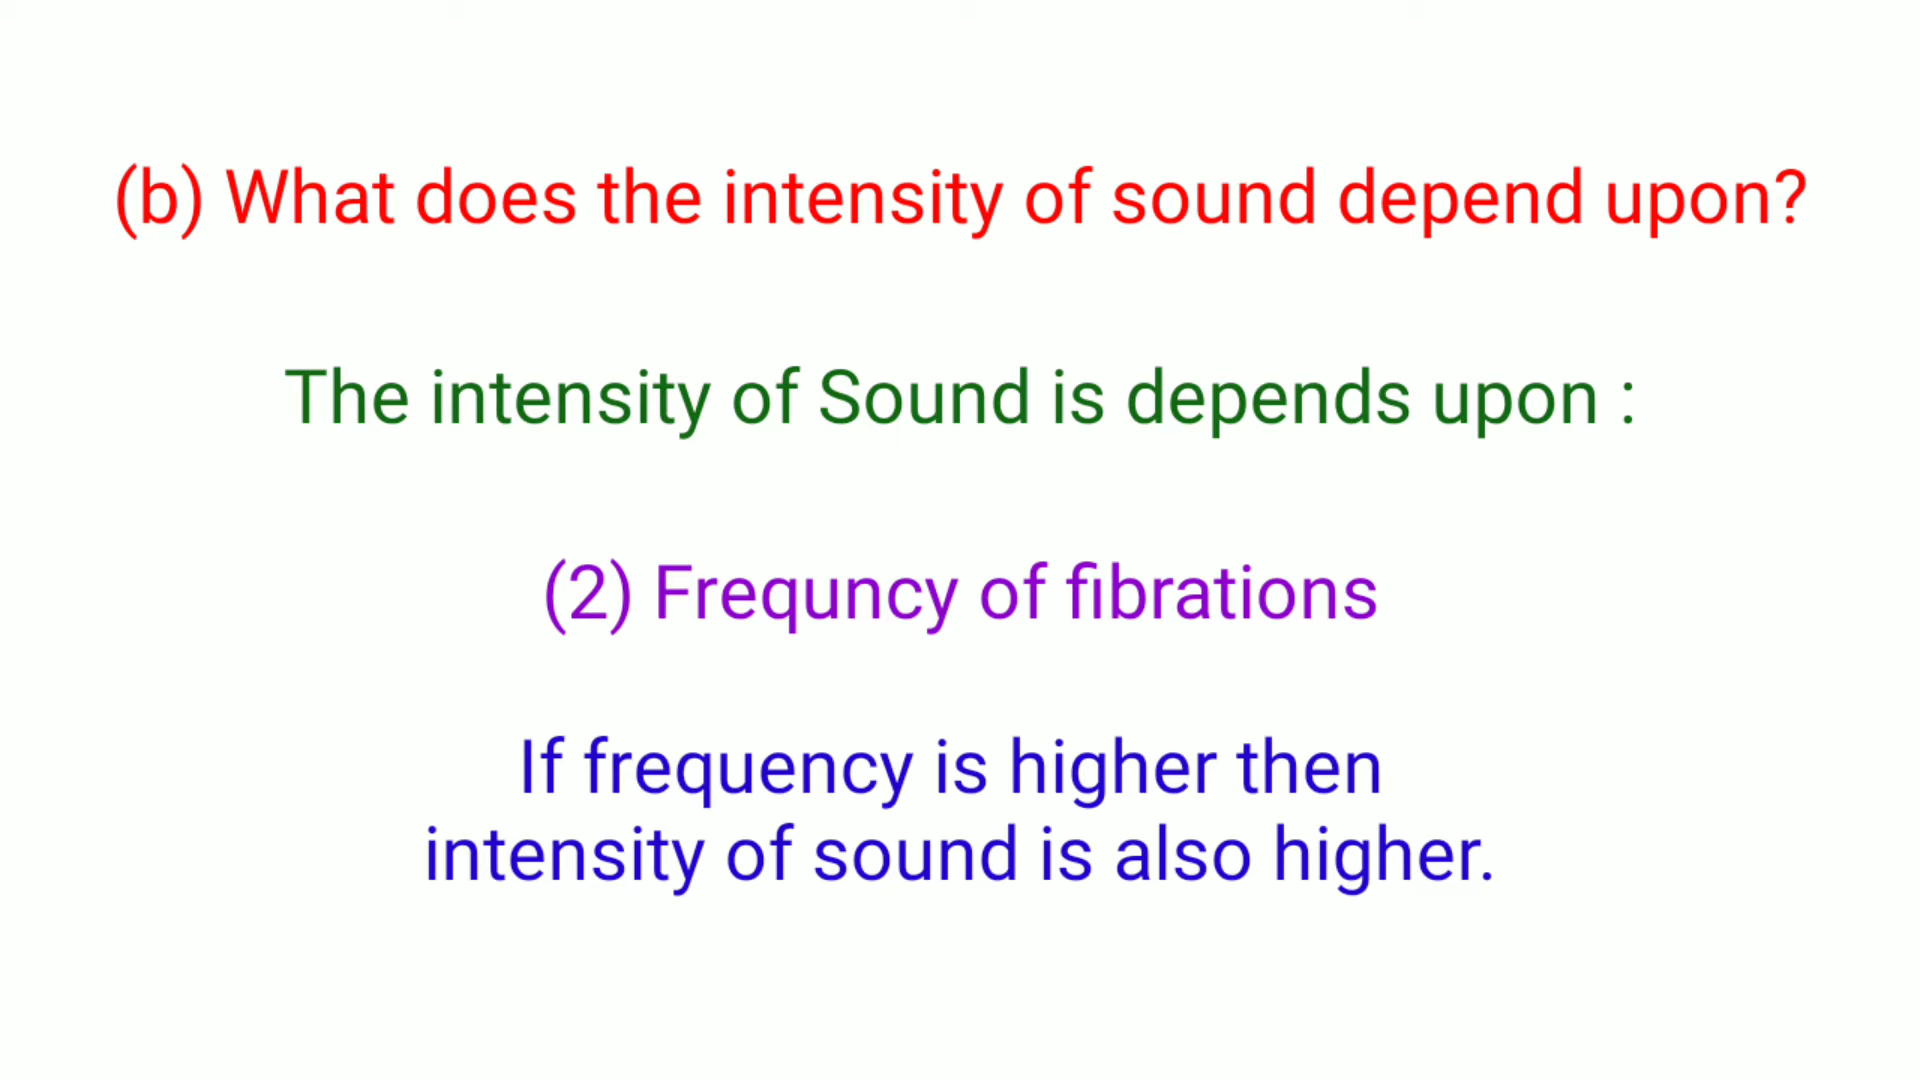 (b) What does the intensity of sound depend upon?
The intensity of Sound is depends upon :
(2) Frequncy of fibrations
If frequency is higher then
intensity of sound is also higher.